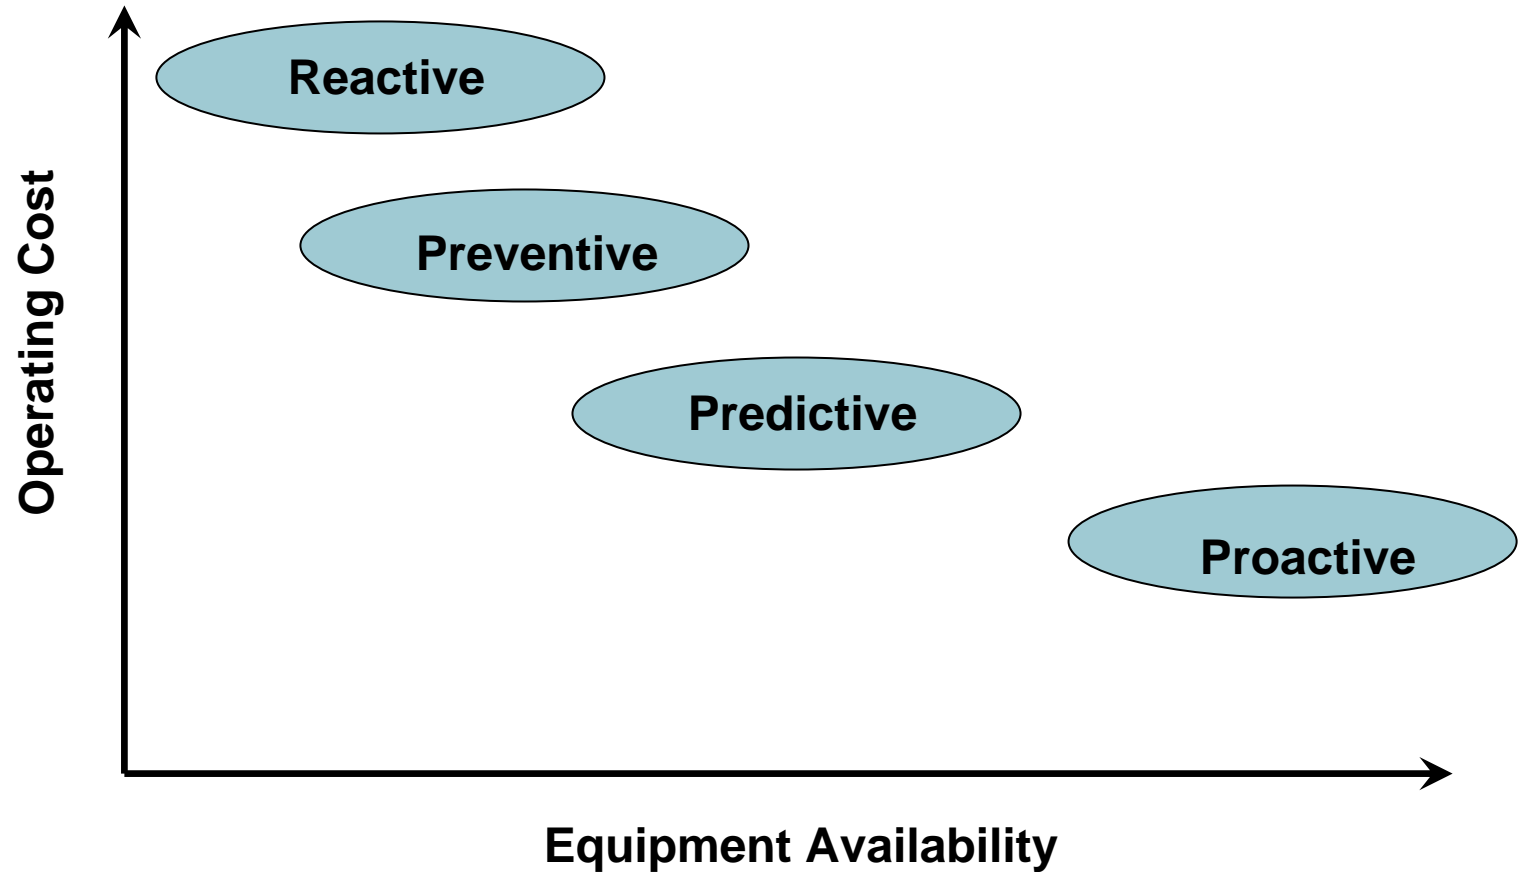 Reactive
Preventive
Predictive
Proactive
Operating Cost
Equipment Availability